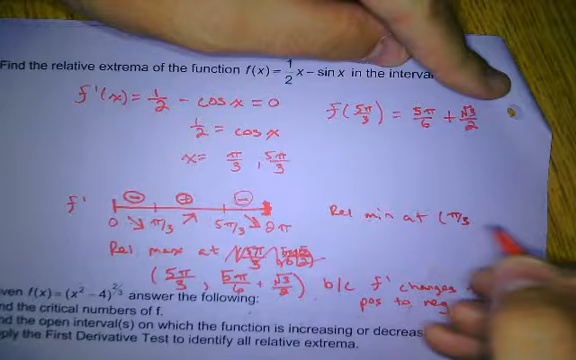 Find the relative extrema of the function f(x) = 1/2 x − sin x in the interva
f'(x) = 1/2 − cos x = 0
1/2 = cos x
x = π/3, 5π/3
f(5π/3) = 5π/6 + √3/2
f'
− + −
0 π/3 5π/3 2π
Rel min at (π/3
Rel max at
(5π/3, 5π/6 + √3/2) b/c f' changes
pos to neg
ven f(x) = (x² − 4)^(2/3) answer the following:
nd the critical numbers of f.
nd the open interval(s) on which the function is increasing or decreas
ply the First Derivative Test to identify all relative extrema.